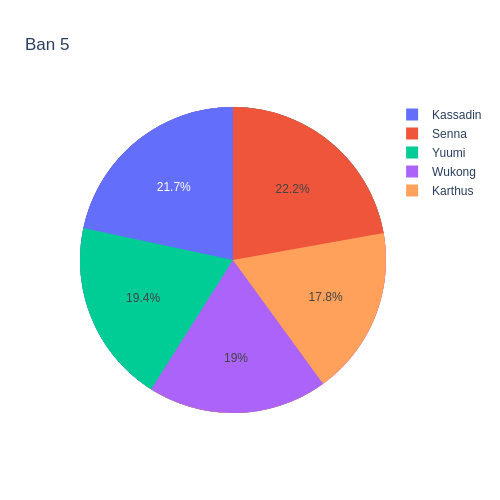 Ban 5
Kassadin
Senna
Yuumi
Wukong
Karthus
21.7%
22.2%
19.4%
17.8%
19%